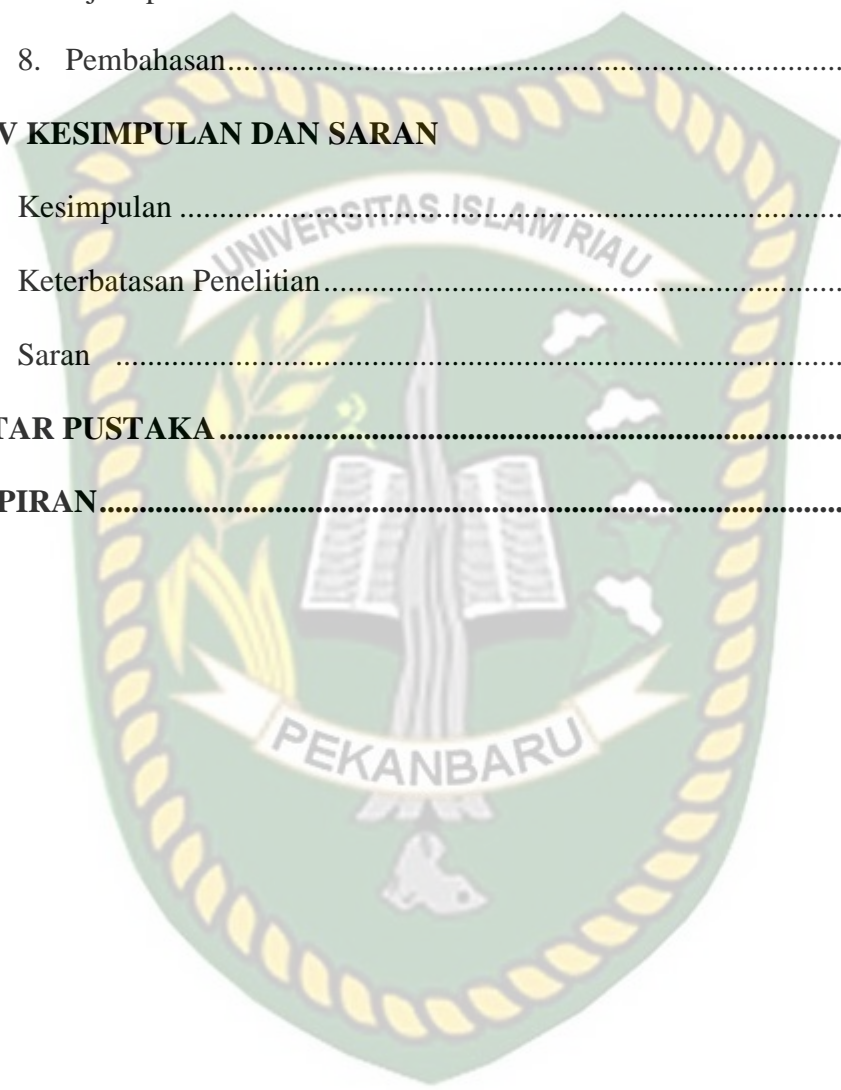 8. Pembahasan..............................................................................
V KESIMPULAN DAN SARAN
Kesimpulan ....................................................................................
UNIVERSITAS ISLAM RIAU
Keterbatasan Penelitian..................................................................
Saran ..............................................................................................
TAR PUSTAKA...............................................................................
PIRAN..............................................................................................
PEKANBARU